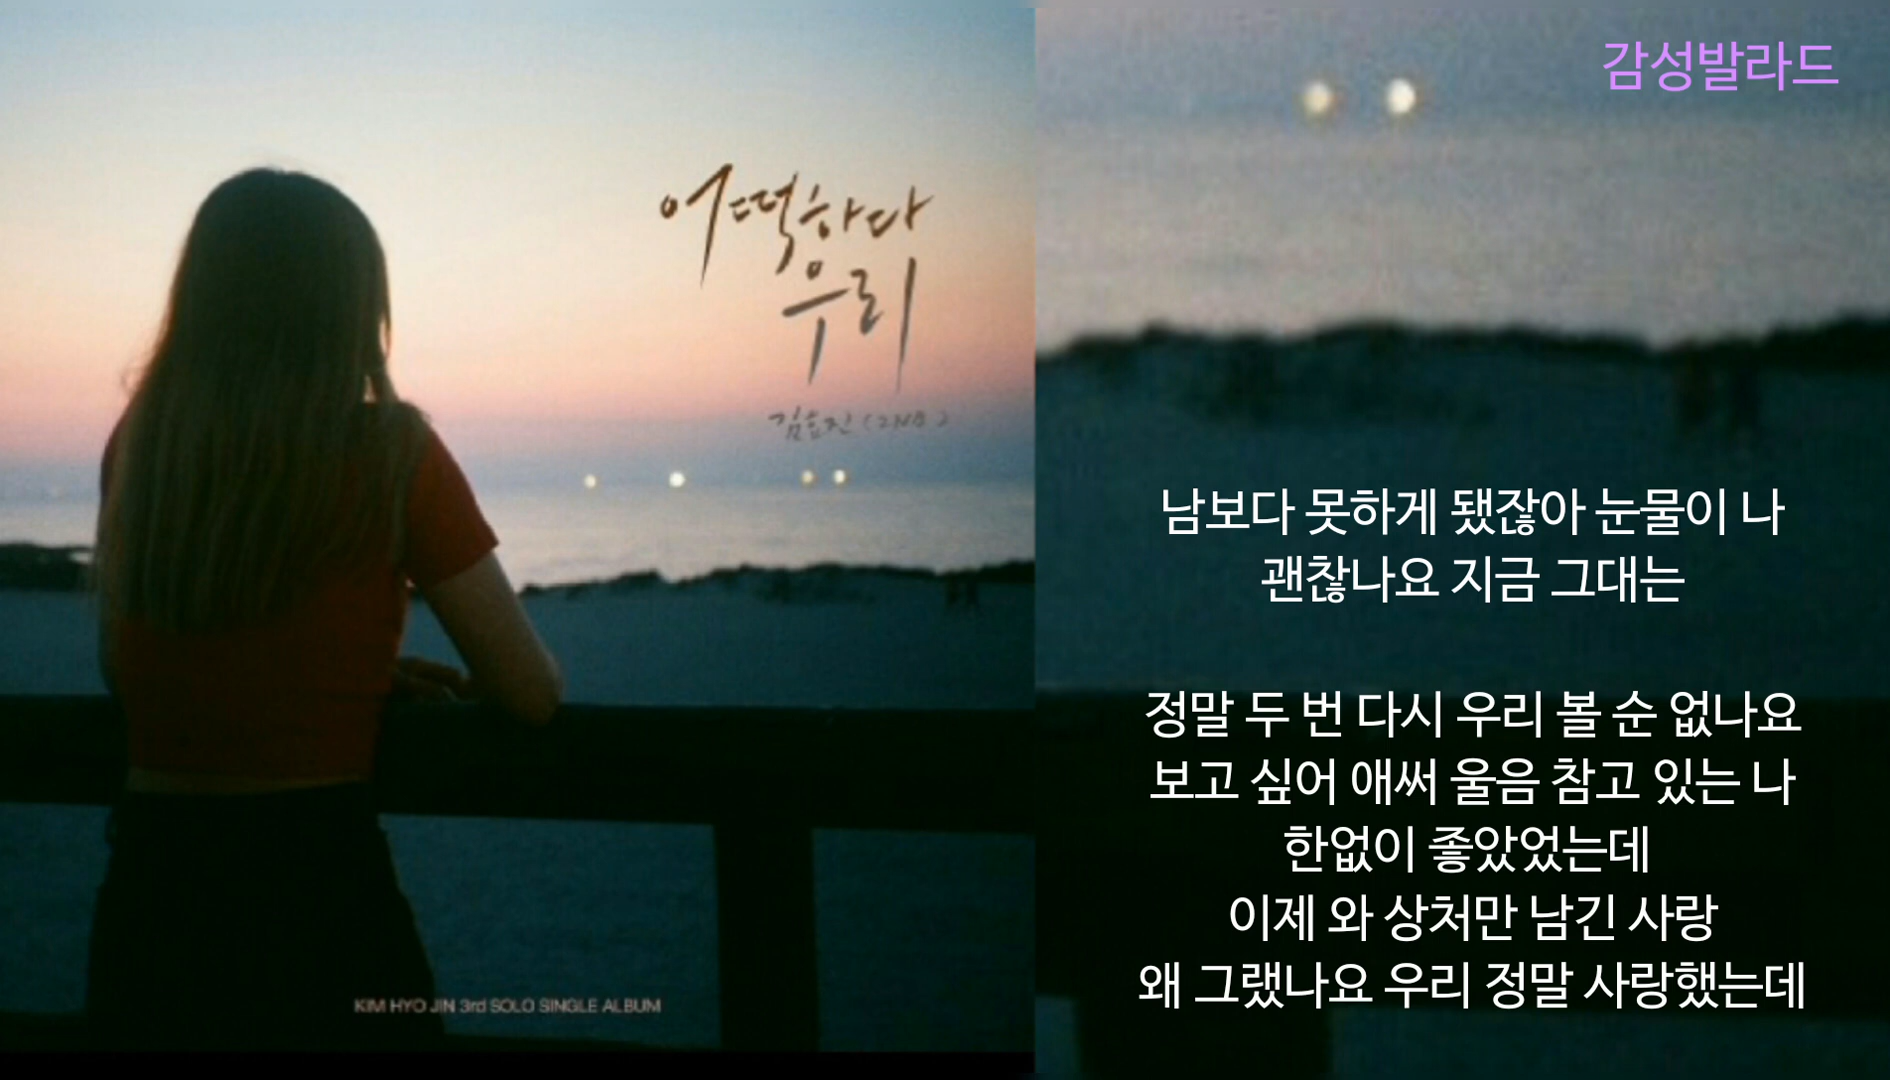 어떡하다
우리
김효진 (2NB)
KIM HYO JIN 3rd SOLO SINGLE ALBUM
감성발라드
남보다 못하게 됐잖아 눈물이 나
괜찮나요 지금 그대는
정말 두 번 다시 우리 볼 순 없나요
보고 싶어 애써 울음 참고 있는 나
한없이 좋았었는데
이제 와 상처만 남긴 사랑
왜 그랬나요 우리 정말 사랑했는데